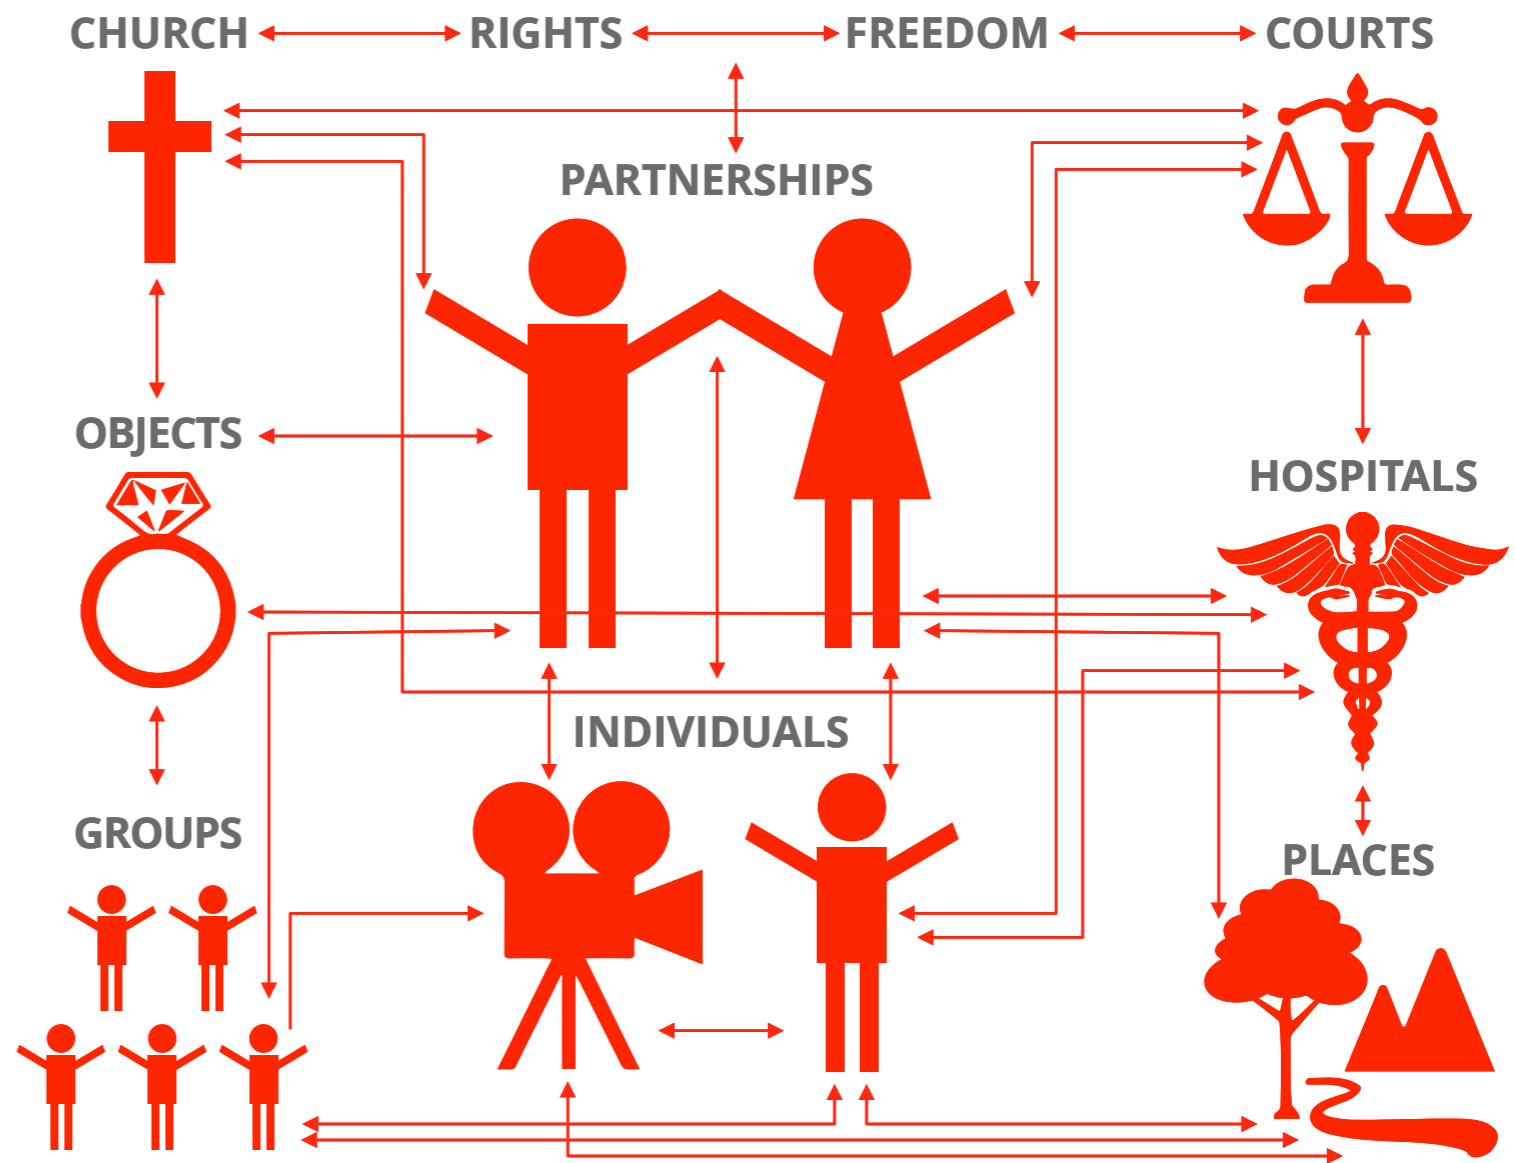 CHURCH RIGHTS FREEDOM COURTS
PARTNERSHIPS
OBJECTS
HOSPITALS
INDIVIDUALS
GROUPS
PLACES